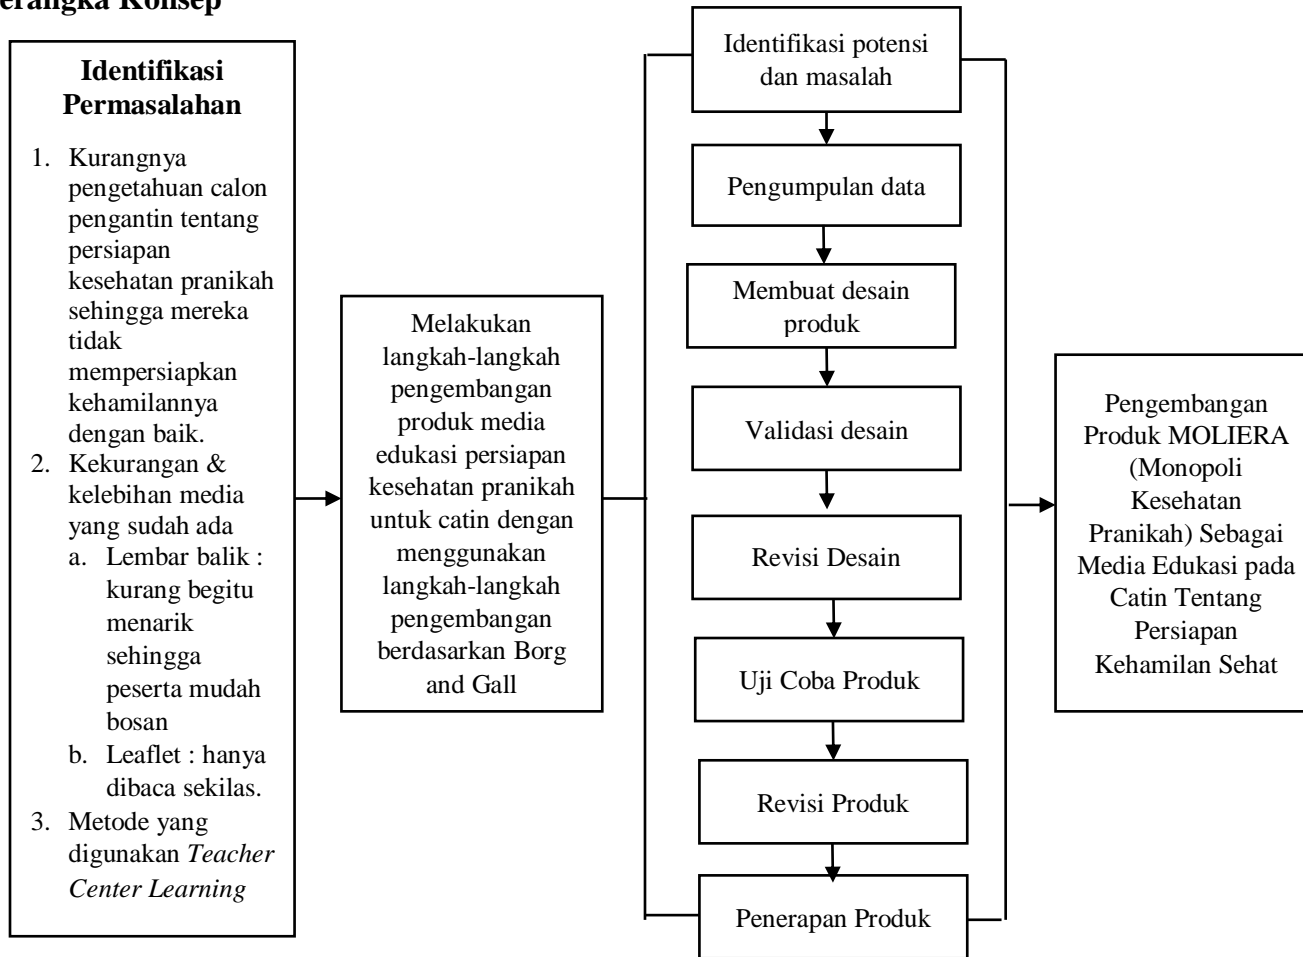 erangka Konsep
Identifikasi
Permasalahan
1. Kurangnya
pengetahuan calon
pengantin tentang
persiapan
kesehatan pranikah
sehingga mereka
tidak
mempersiapkan
kehamilannya
dengan baik.
2. Kekurangan &
kelebihan media
yang sudah ada
a. Lembar balik :
kurang begitu
menarik
sehingga
peserta mudah
bosan
b. Leaflet : hanya
dibaca sekilas.
3. Metode yang
digunakan Teacher
Center Learning
Melakukan
langkah-langkah
pengembangan
produk media
edukasi persiapan
kesehatan pranikah
untuk catin dengan
menggunakan
langkah-langkah
pengembangan
berdasarkan Borg
and Gall
Identifikasi potensi
dan masalah
Pengumpulan data
Membuat desain
produk
Validasi desain
Revisi Desain
Uji Coba Produk
Revisi Produk
Penerapan Produk
Pengembangan
Produk MOLIERA
(Monopoli
Kesehatan
Pranikah) Sebagai
Media Edukasi pada
Catin Tentang
Persiapan
Kehamilan Sehat